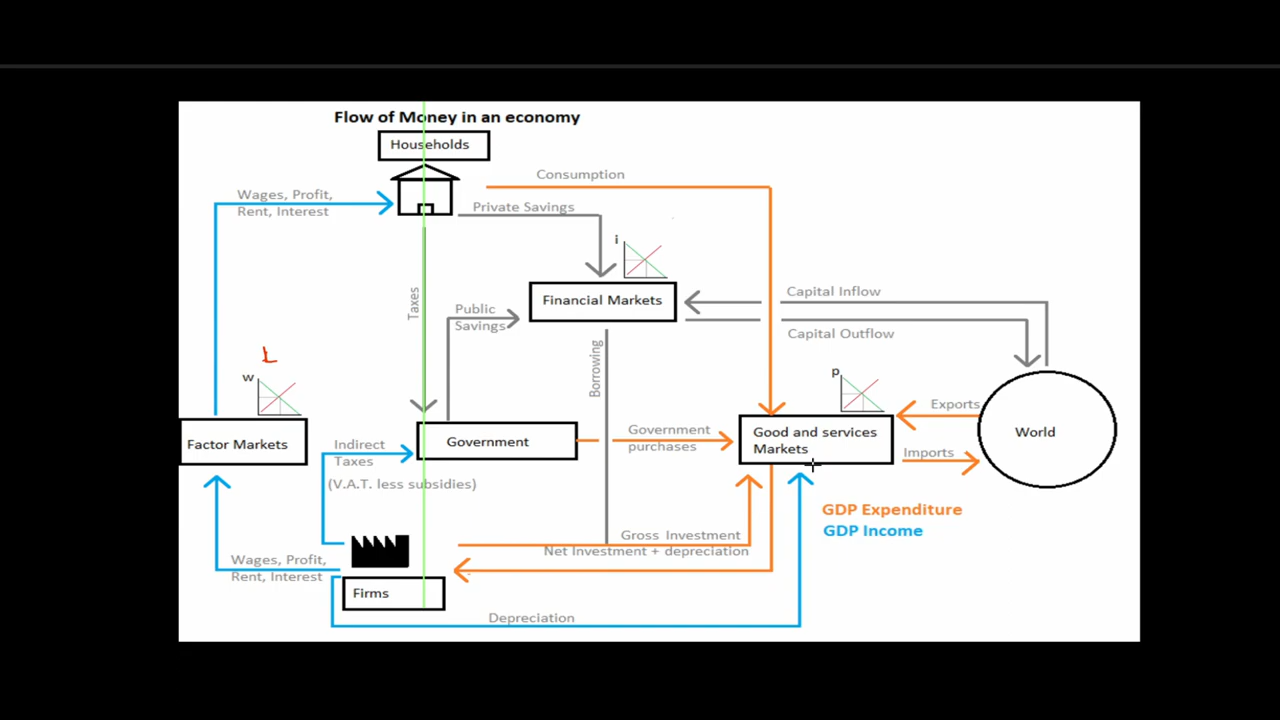 Flow of Money in an economy
Households
Consumption
Wages, Profit,
Rent, Interest
Private Savings
i
Financial Markets
Capital Inflow
Capital Outflow
Taxes
Public
Savings
Borrowing
L
w
p
Factor Markets
Indirect
Taxes
(V.A.T. less subsidies)
Government
Government
purchases
Good and services
Markets
Exports
World
Imports
GDP Expenditure
GDP Income
Gross Investment
Net Investment + depreciation
Wages, Profit,
Rent, Interest
Firms
Depreciation